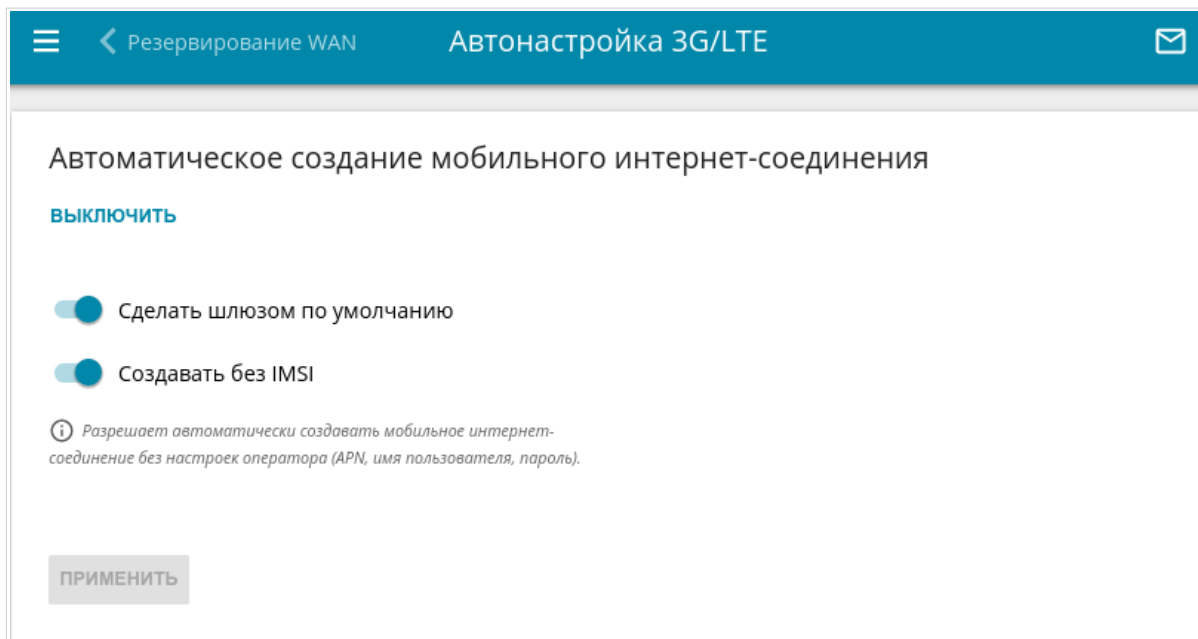 Резервирование WAN
Автонастройка 3G/LTE
Автоматическое создание мобильного интернет-соединения
ВЫКЛЮЧИТЬ
Сделать шлюзом по умолчанию
Создавать без IMSI
Разрешает автоматически создавать мобильное интернет-
соединение без настроек оператора (APN, имя пользователя, пароль).
ПРИМЕНИТЬ